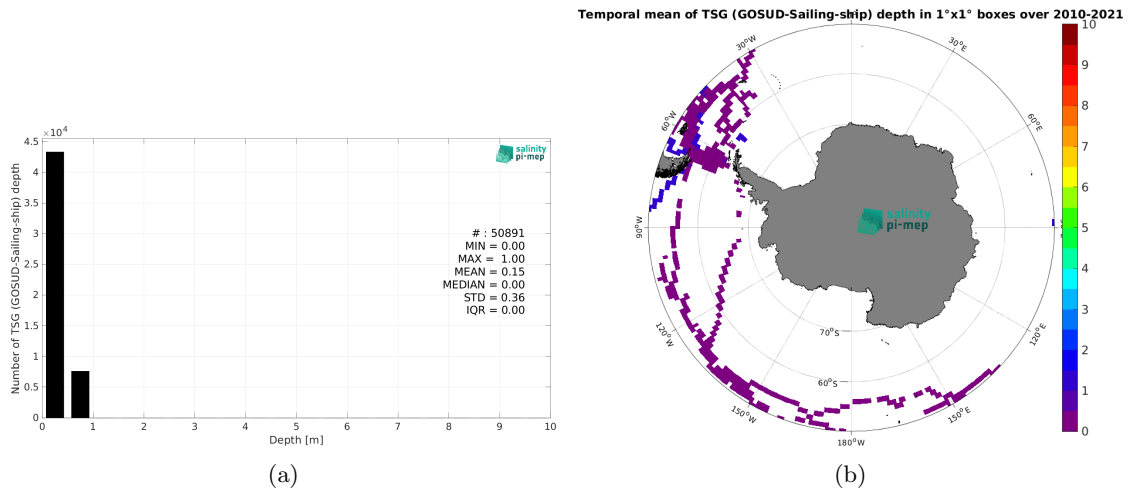 Temporal mean of TSG (GOSUD-Sailing-ship) depth in 1°x1° boxes over 2010-2021
×10⁴
4.5
4
3.5
3
2.5
2
1.5
1
0.5
0
Number of TSG (GOSUD-Sailing-ship) depth
salinity
pi-mep
# : 50891
MIN = 0.00
MAX = 1.00
MEAN = 0.15
MEDIAN = 0.00
STD = 0.36
IQR = 0.00
0 1 2 3 4 5 6 7 8 9 10
Depth [m]
(a)
30°W
30°E
60°W
60°E
90°W
120°W
120°E
150°W
150°E
180°W
70°S
60°S
salinity
pi-mep
10
9
8
7
6
5
4
3
2
1
0
(b)